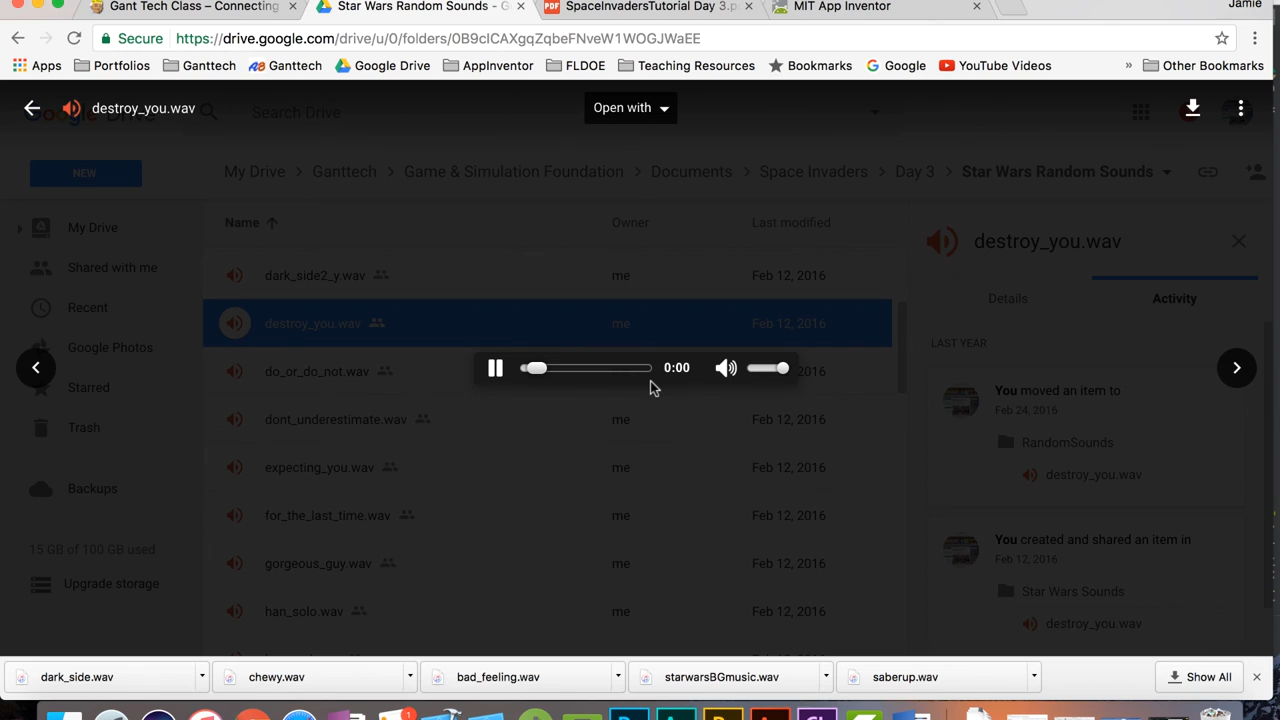 Gant Tech Class – Connecting
Star Wars Random Sounds - G
SpaceInvadersTutorial Day 3.p
MIT App Inventor
Jamie
Secure
https://drive.google.com/drive/u/0/folders/0B9cICAXgqZqbeFNveW1WOGJWaEE
Apps
Portfolios
Ganttech
Ganttech
Google Drive
AppInventor
FLDOE
Teaching Resources
Bookmarks
Google
YouTube Videos
»
Other Bookmarks
destroy_you.wav
Search Drive
Open with
NEW
My Drive
Ganttech
Game & Simulation Foundation
Documents
Space Invaders
Day 3
Star Wars Random Sounds
My Drive
Shared with me
Recent
Google Photos
Starred
Trash
Backups
15 GB of 100 GB used
Upgrade storage
Name
Owner
Last modified
dark_side2_y.wav
me
Feb 12, 2016
destroy_you.wav
me
Feb 12, 2016
do_or_do_not.wav
2016
0:00
dont_underestimate.wav
me
Feb 12, 2016
expecting_you.wav
me
Feb 12, 2016
for_the_last_time.wav
me
Feb 12, 2016
gorgeous_guy.wav
me
Feb 12, 2016
han_solo.wav
me
Feb 12, 2016
destroy_you.wav
Details
Activity
LAST YEAR
You moved an item to
Feb 24, 2016
RandomSounds
destroy_you.wav
You created and shared an item in
Feb 12, 2016
Star Wars Sounds
destroy_you.wav
dark_side.wav
chewy.wav
bad_feeling.wav
starwarsBGmusic.wav
saberup.wav
Show All